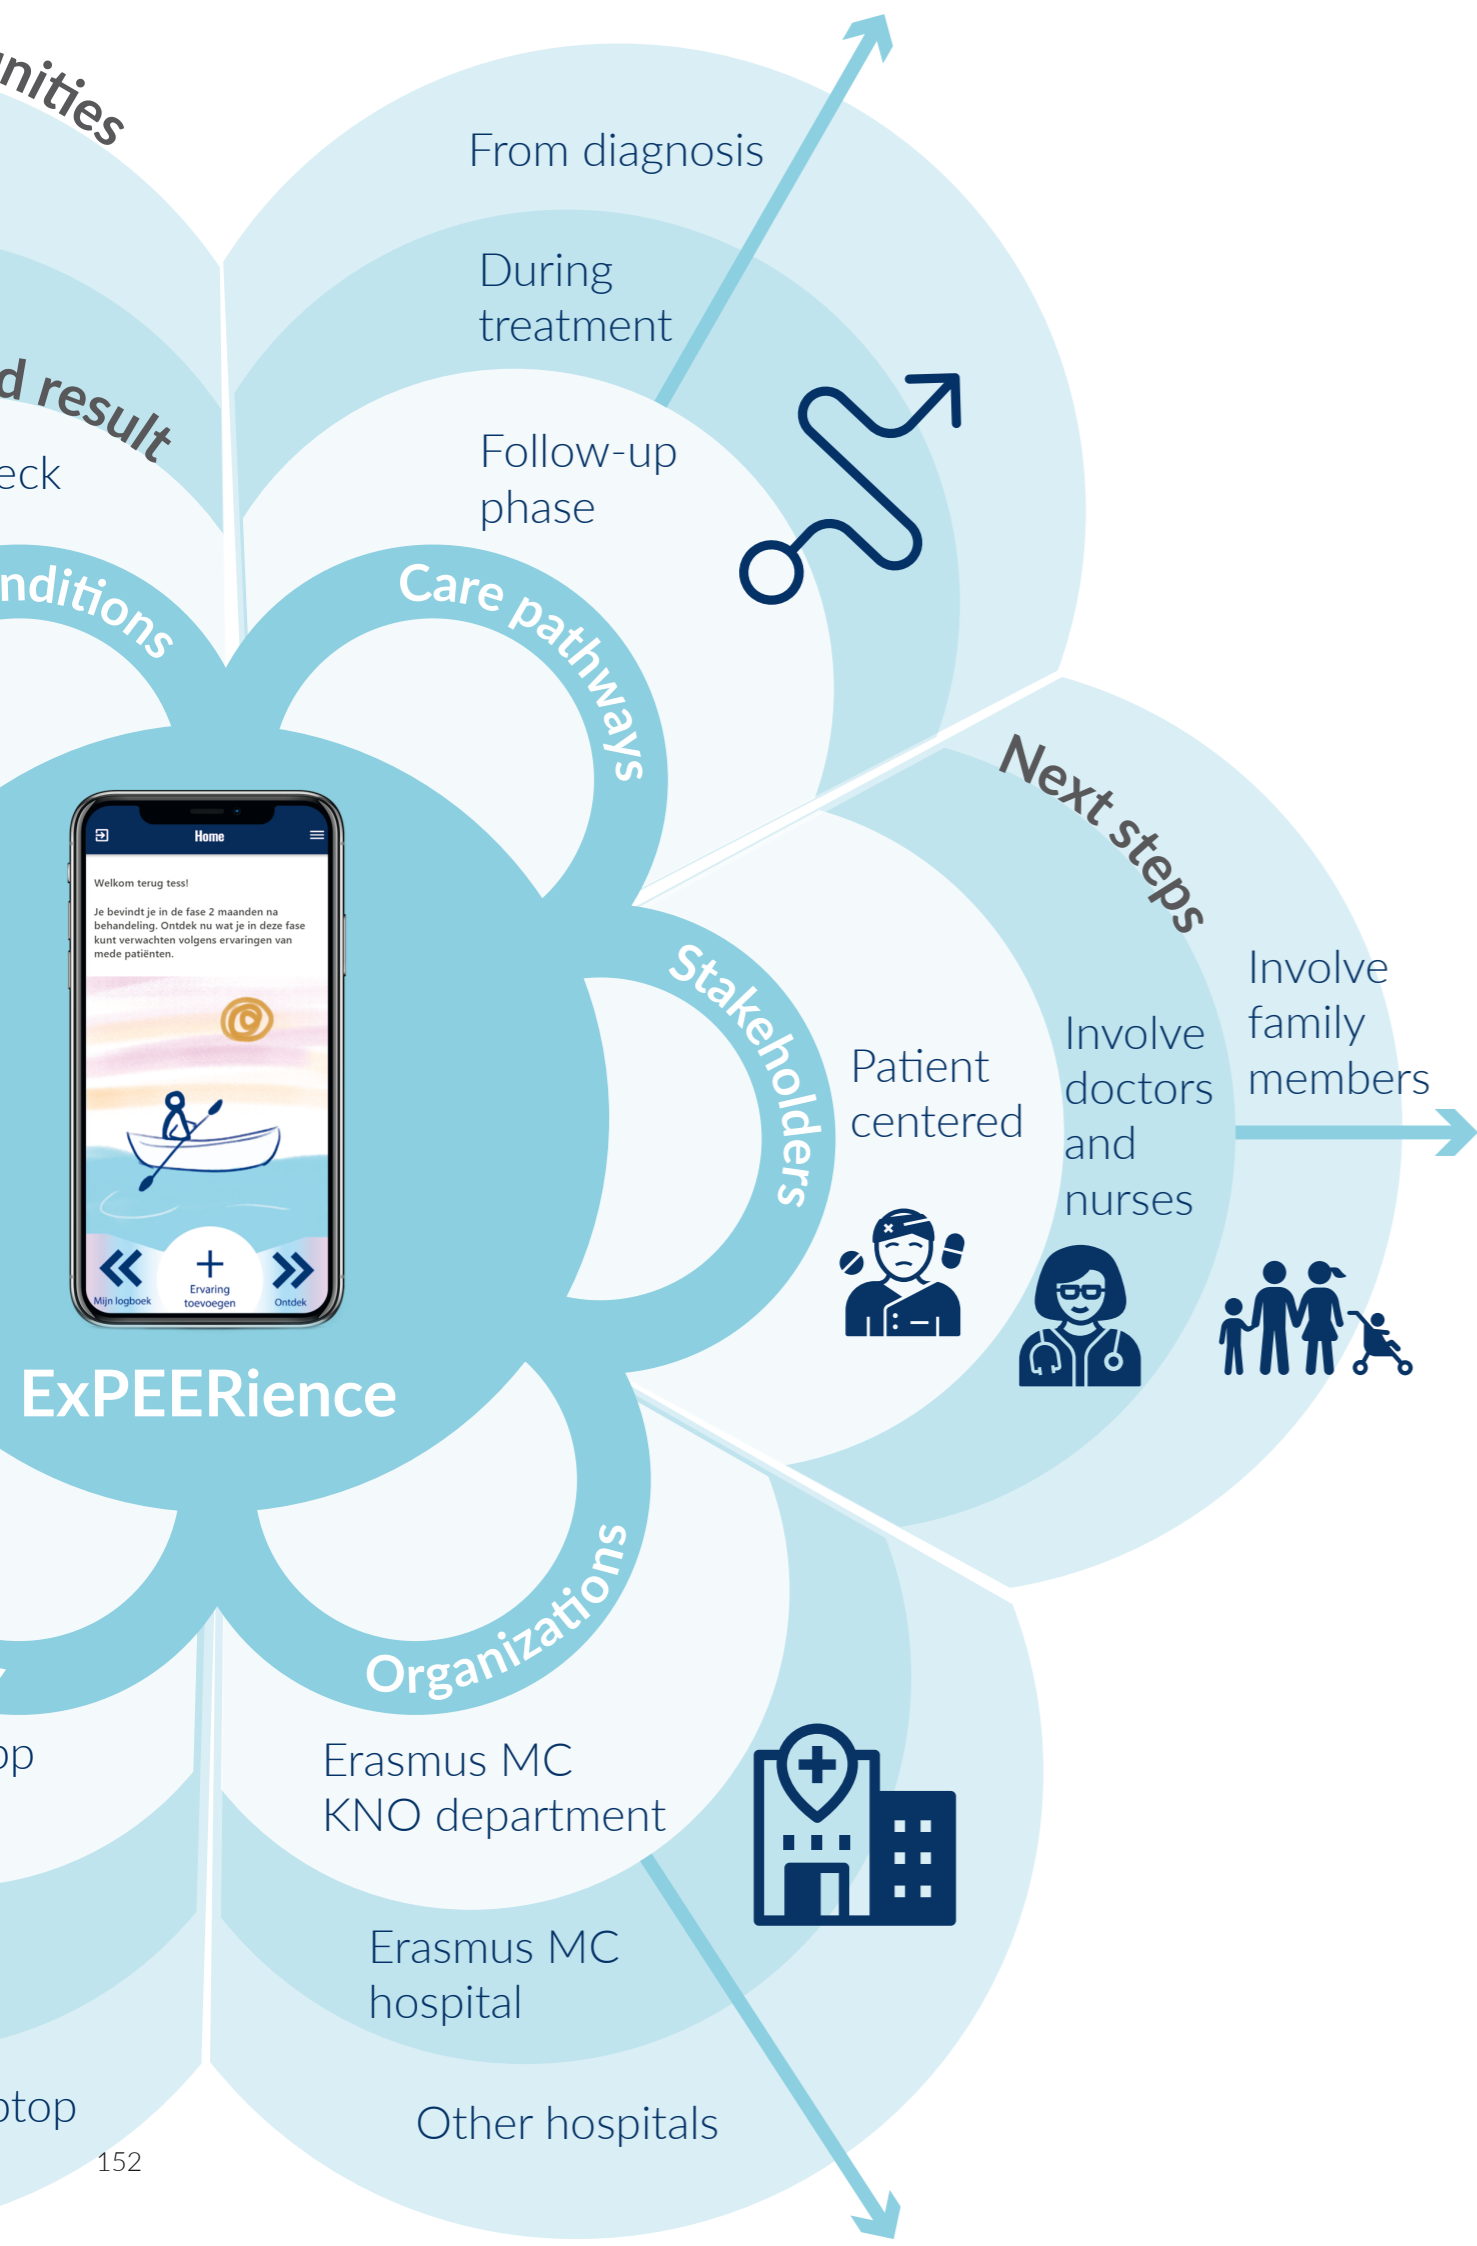 nities
From diagnosis
During
treatment
d result
eck
Follow-up
phase
nditions
Care pathways
Next steps
Home
Welkom terug tess!
Je bevindt je in de fase 2 maanden na
behandeling. Ontdek nu wat je in deze fase
kunt verwachten volgens ervaringen van
mede patiënten.
Mijn logboek
Ervaring
toevoegen
Ontdek
ExPEERience
Stakeholders
Patient
centered
Involve
doctors
and
nurses
Involve
family
members
Organizations
Erasmus MC
KNO department
Erasmus MC
hospital
Other hospitals
pp
ptop
152